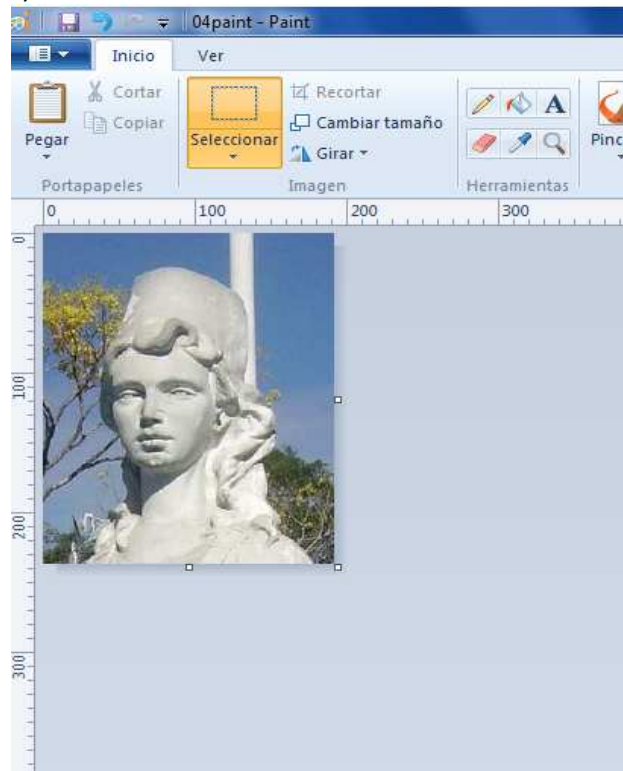 04paint - Paint
Inicio Ver
Cortar Recortar
Copiar Cambiar tamaño
Pegar Seleccionar Girar A
Portapapeles Imagen Herramientas
0 100 200 300
0
100
200
300